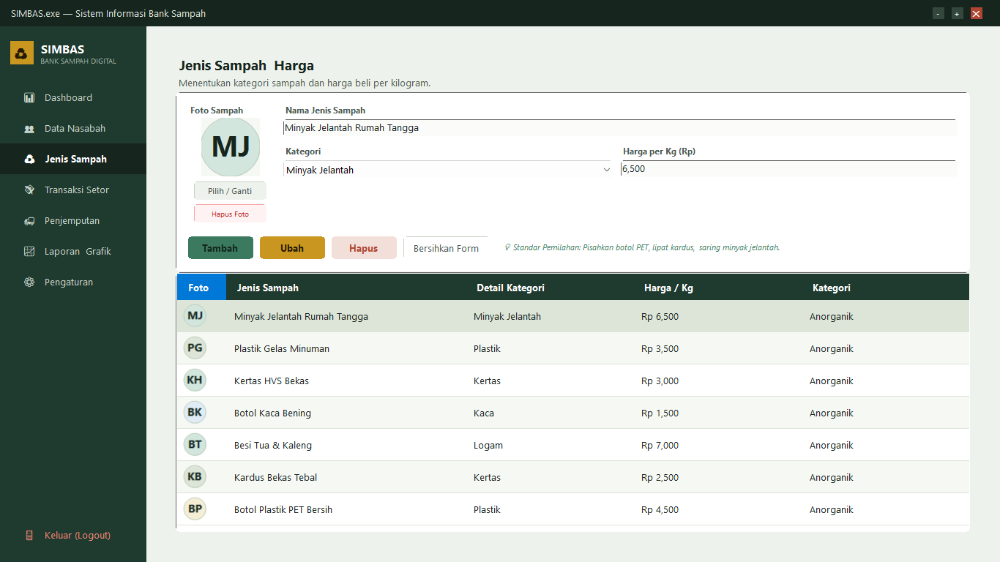 SIMBAS.exe — Sistem Informasi Bank Sampah
- + ×
SIMBAS
BANK SAMPAH DIGITAL
Dashboard
Data Nasabah
Jenis Sampah
Transaksi Setor
Penjemputan
Laporan Grafik
Pengaturan
Keluar (Logout)
Jenis Sampah Harga
Menentukan kategori sampah dan harga beli per kilogram.
Foto Sampah
MJ
Pilih / Ganti
Hapus Foto
Nama Jenis Sampah
Minyak Jelantah Rumah Tangga
Kategori
Minyak Jelantah
Harga per Kg (Rp)
6,500
Tambah Ubah Hapus Bersihkan Form
Standar Pemilahan: Pisahkan botol PET, lipat kardus, saring minyak jelantah.
Foto Jenis Sampah Detail Kategori Harga / Kg Kategori
MJ Minyak Jelantah Rumah Tangga Minyak Jelantah Rp 6,500 Anorganik
PG Plastik Gelas Minuman Plastik Rp 3,500 Anorganik
KH Kertas HVS Bekas Kertas Rp 3,000 Anorganik
BK Botol Kaca Bening Kaca Rp 1,500 Anorganik
BT Besi Tua & Kaleng Logam Rp 7,000 Anorganik
KB Kardus Bekas Tebal Kertas Rp 2,500 Anorganik
BP Botol Plastik PET Bersih Plastik Rp 4,500 Anorganik